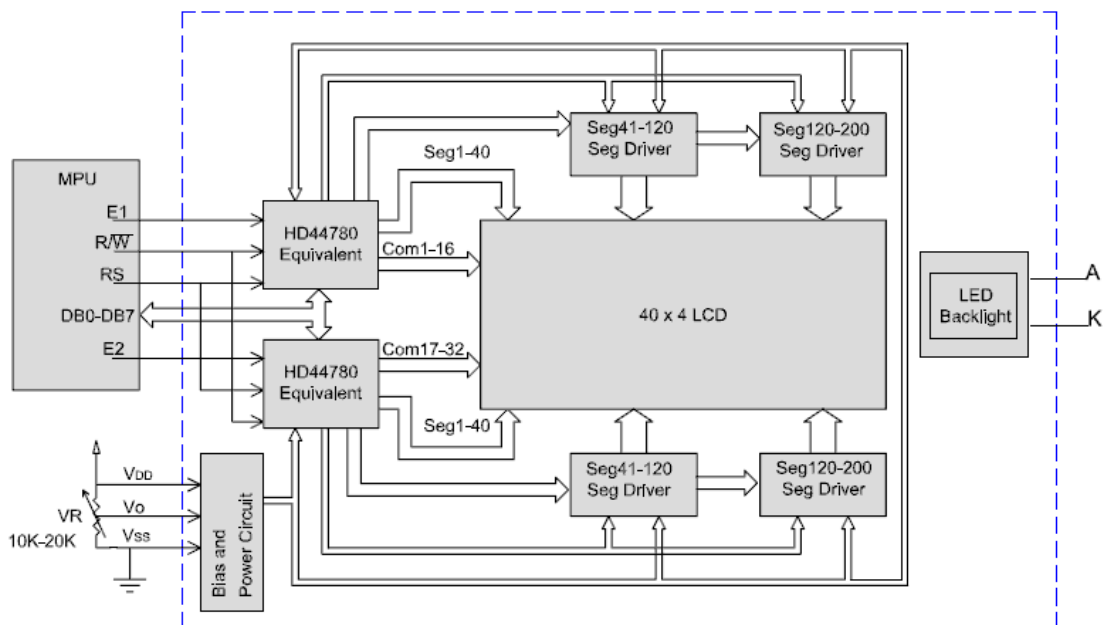 Seg41-120
Seg Driver
Seg120-200
Seg Driver
Seg1-40
MPU
E1
R/W̅
RS
DB0-DB7
E2
HD44780
Equivalent
Com1-16
40 x 4 LCD
LED
Backlight
A
K
Com17-32
HD44780
Equivalent
Seg1-40
Seg41-120
Seg Driver
Seg120-200
Seg Driver
VDD
Vo
VR
10K-20K
Vss
Bias and
Power Circuit